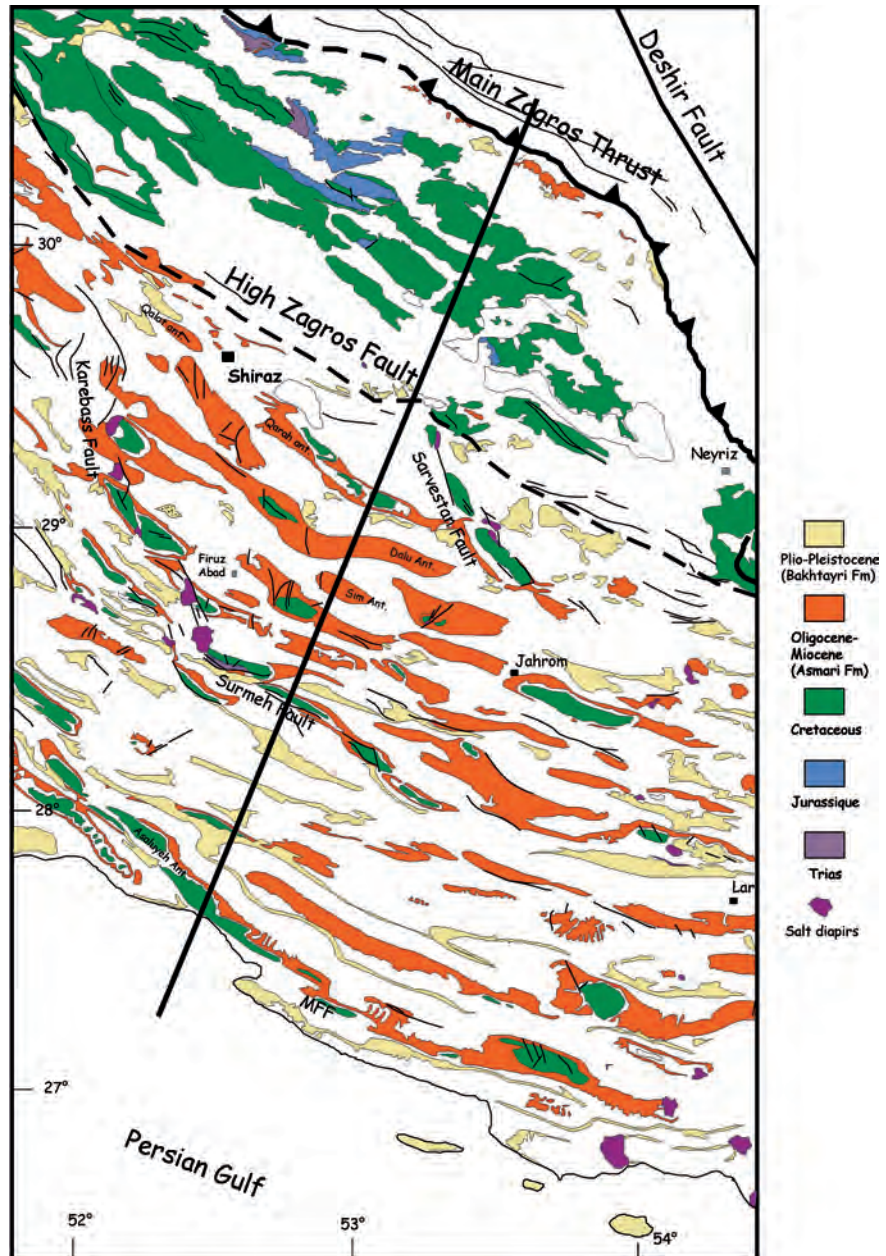 Main Zagros Thrust
Deshir Fault
30°
High Zagros Fault
Qalat ant.
Shiraz
Karebass Fault
Qarah ant.
Sarvestan Fault
Neyriz
29°
Firuz
Abad
Dalu Ant.
Sim Ant.
Jahrom
Surmeh Fault
28°
Asaluyeh Ant.
Lar
MFF
27°
Persian Gulf
52°
53°
54°
Plio-Pleistocene
(Bakhtayri Fm)
Oligocene-
Miocene
(Asmari Fm)
Cretaceous
Jurassique
Trias
Salt diapirs